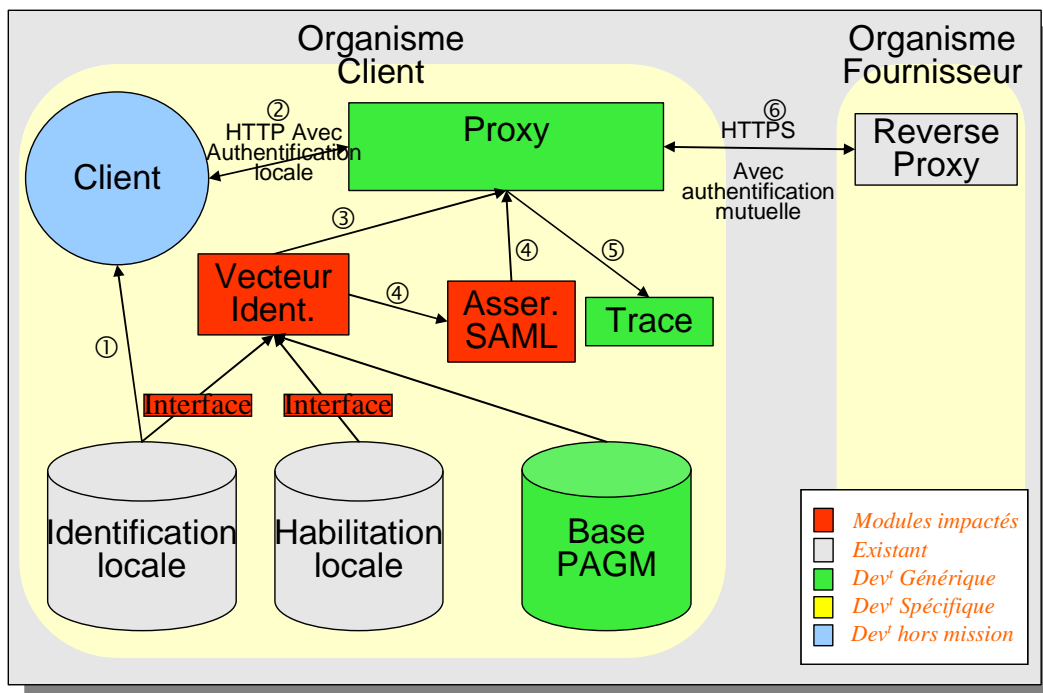 Organisme
Client
Organisme
Fournisseur
②
HTTP Avec
Authentification
locale
Proxy
⑥
HTTPS
Avec
authentification
mutuelle
Reverse
Proxy
Client
③
④
⑤
Vecteur
Ident.
④
Asser.
SAML
Trace
①
Interface
Interface
Identification
locale
Habilitation
locale
Base
PAGM
Modules impactés
Existant
Devᵗ Générique
Devᵗ Spécifique
Devᵗ hors mission